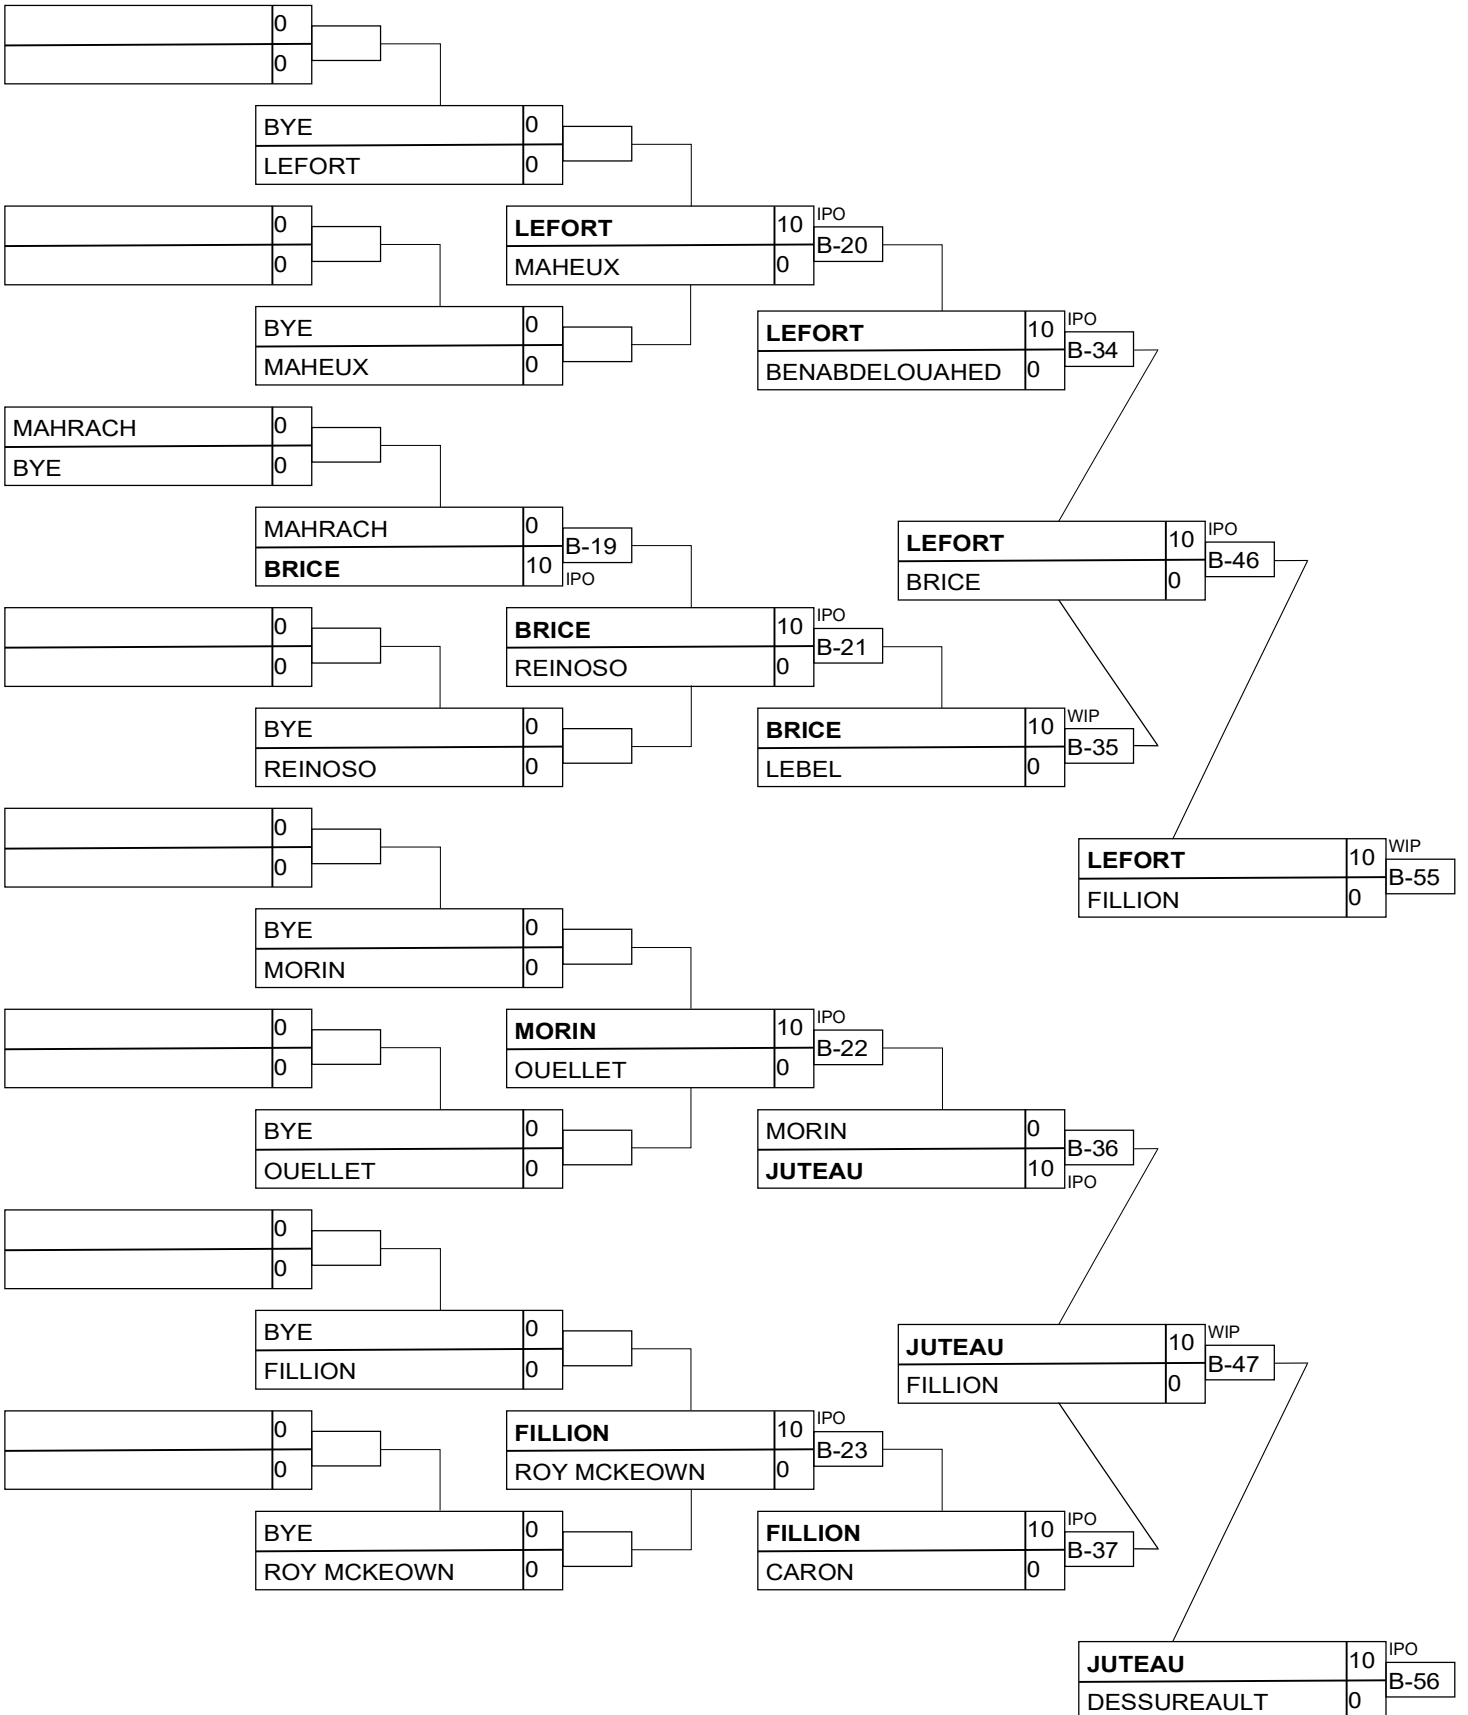 0
0
BYE 0
LEFORT 0
0
0
LEFORT 10 IPO
B-20
MAHEUX 0
BYE 0
MAHEUX 0
LEFORT 10 IPO
B-34
BENABDELOUAHED 0
MAHRACH 0
BYE 0
MAHRACH 0
B-19
BRICE 10 IPO
LEFORT 10 IPO
B-46
BRICE 0
0
0
BRICE 10 IPO
B-21
REINOSO 0
BYE 0
REINOSO 0
BRICE 10 WIP
B-35
LEBEL 0
0
0
LEFORT 10 WIP
B-55
FILLION 0
BYE 0
MORIN 0
0
0
MORIN 10 IPO
B-22
OUELLET 0
BYE 0
OUELLET 0
MORIN 0
B-36
JUTEAU 10 IPO
0
0
BYE 0
FILLION 0
JUTEAU 10 WIP
B-47
FILLION 0
0
0
FILLION 10 IPO
B-23
ROY MCKEOWN 0
BYE 0
ROY MCKEOWN 0
FILLION 10 IPO
B-37
CARON 0
JUTEAU 10 IPO
B-56
DESSUREAULT 0